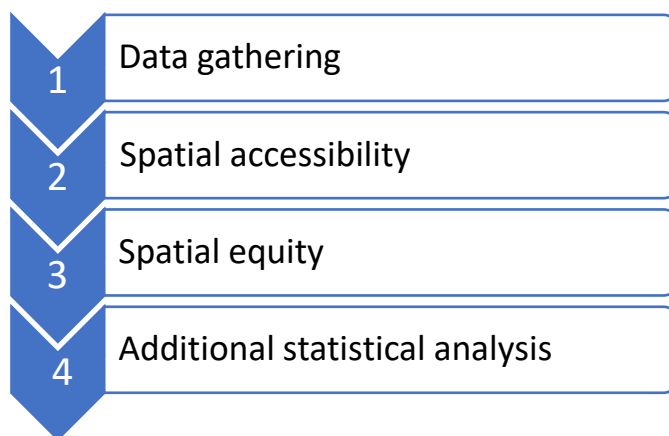 1 Data gathering
2 Spatial accessibility
3 Spatial equity
4 Additional statistical analysis